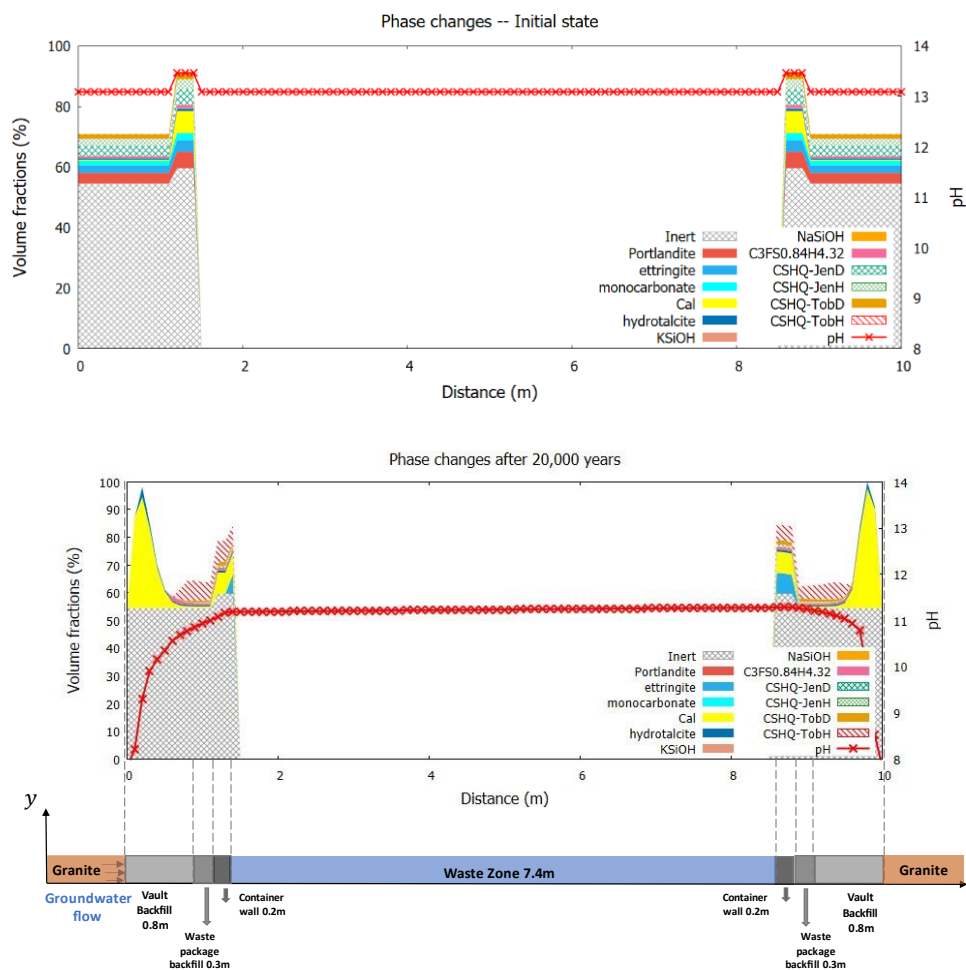 Phase changes -- Initial state
100
80
60
40
20
0
Volume fractions (%)
14
13
12
11
10
9
8
pH
Inert
Portlandite
ettringite
monocarbonate
Cal
hydrotalcite
KSiOH
NaSiOH
C3FS0.84H4.32
CSHQ-JenD
CSHQ-JenH
CSHQ-TobD
CSHQ-TobH
pH
0 2 4 6 8 10
Distance (m)
Phase changes after 20,000 years
100
90
80
70
60
50
40
30
20
10
0
Volume fractions (%)
14
13
12
11
10
9
8
pH
Inert
Portlandite
ettringite
monocarbonate
Cal
hydrotalcite
KSiOH
NaSiOH
C3FS0.84H4.32
CSHQ-JenD
CSHQ-JenH
CSHQ-TobD
CSHQ-TobH
pH
0 2 4 6 8 10
Distance (m)
y
Granite
Waste Zone 7.4m
Granite
Groundwater
flow
Vault
Backfill
0.8m
Waste
package
backfill 0.3m
Container
wall 0.2m
Container
wall 0.2m
Waste
package
backfill 0.3m
Vault
Backfill
0.8m